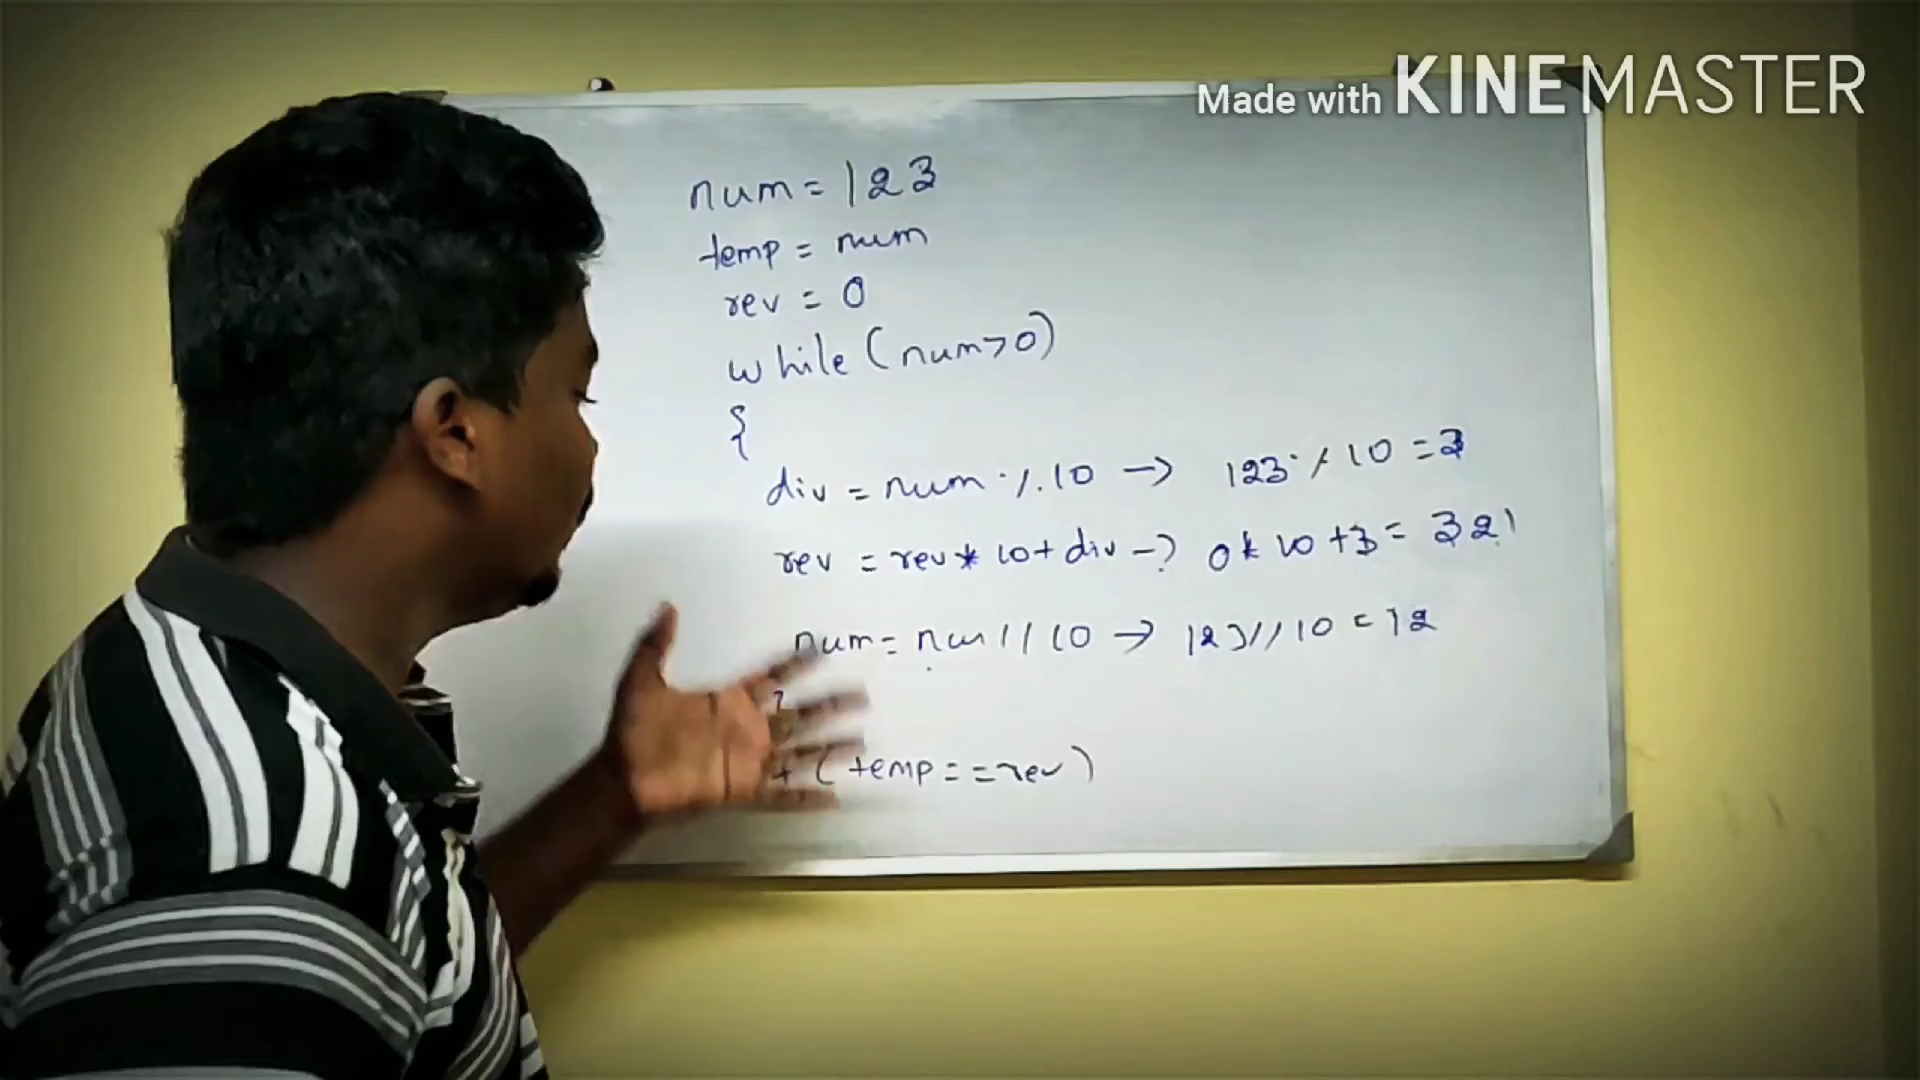 Made with KINEMASTER
num = 123
temp = num
rev = 0
while (num>0)
{
div = num % 10 → 123 % 10 = 3
rev = rev * 10 + div → 0 * 10 + 3 = 321
num = num // 10 → 123 // 10 = 12
(temp == rev)